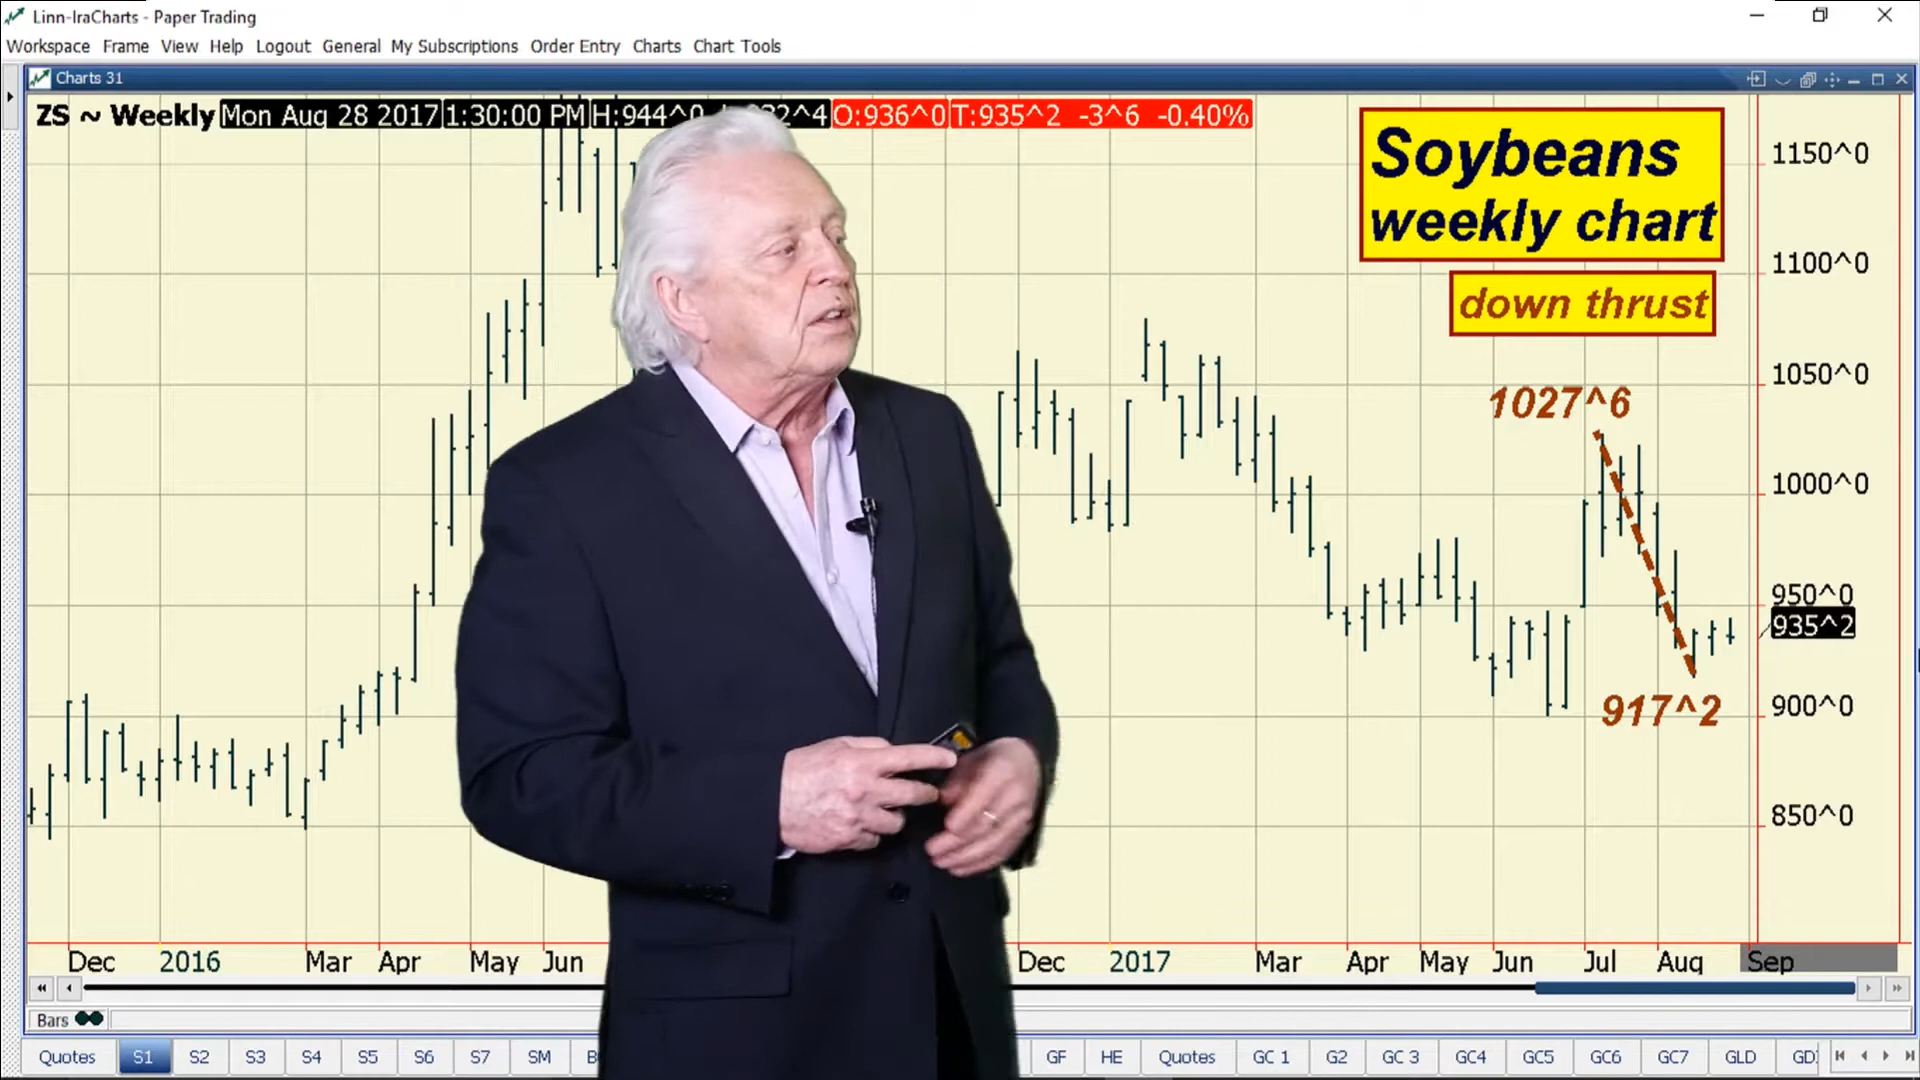 Linn-IraCharts - Paper Trading
Workspace Frame View Help Logout General My Subscriptions Order Entry Charts Chart Tools
Charts 31
ZS ~ Weekly Mon Aug 28 2017 1:30:00 PM H:944^0 2^4 O:936^0 T:935^2 -3^6 -0.40%
Soybeans
weekly chart
down thrust
1150^0
1100^0
1050^0
1027^6
1000^0
950^0
935^2
917^2
900^0
850^0
Dec 2016 Mar Apr May Jun Dec 2017 Mar Apr May Jun Jul Aug Sep
Bars
Quotes S1 S2 S3 S4 S5 S6 S7 SM GF HE Quotes GC 1 G2 GC 3 GC4 GC5 GC6 GC7 GLD GD